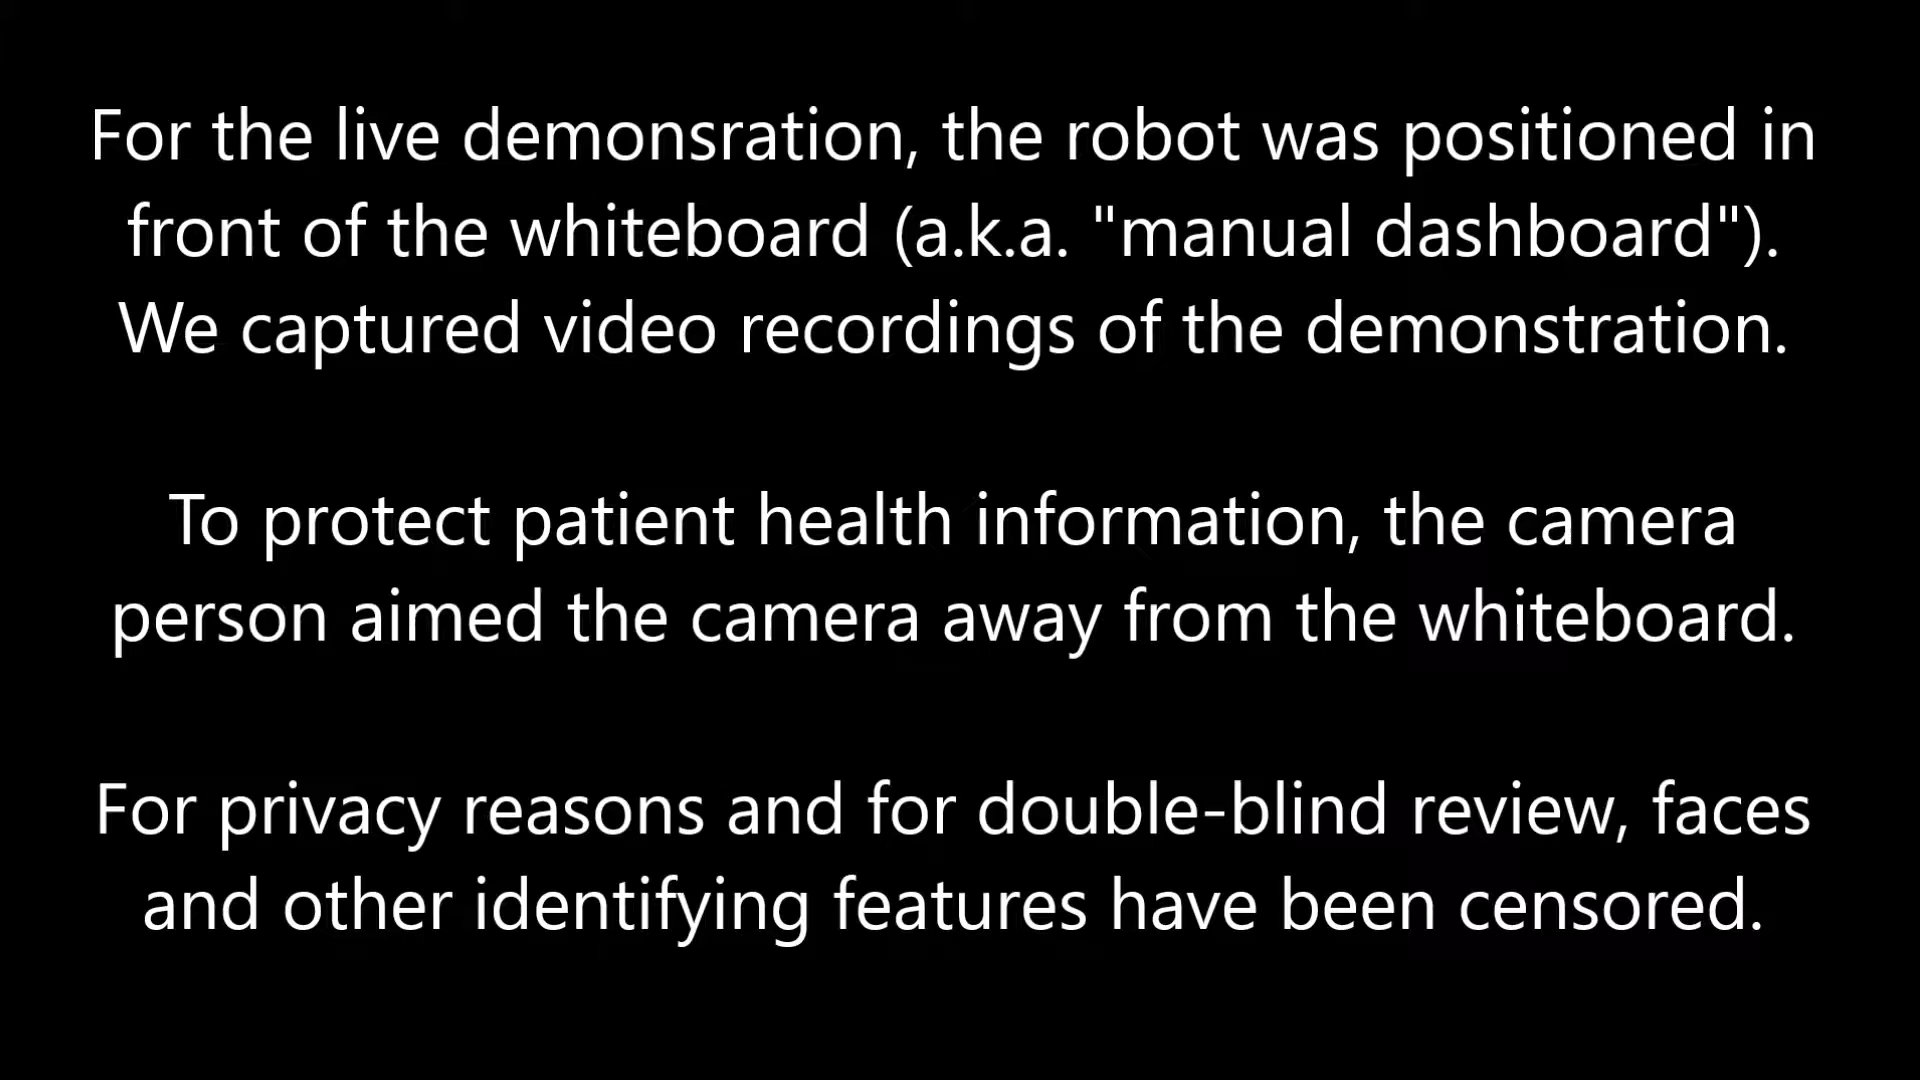 For the live demonsration, the robot was positioned in
front of the whiteboard (a.k.a. "manual dashboard").
We captured video recordings of the demonstration.
To protect patient health information, the camera
person aimed the camera away from the whiteboard.
For privacy reasons and for double-blind review, faces
and other identifying features have been censored.